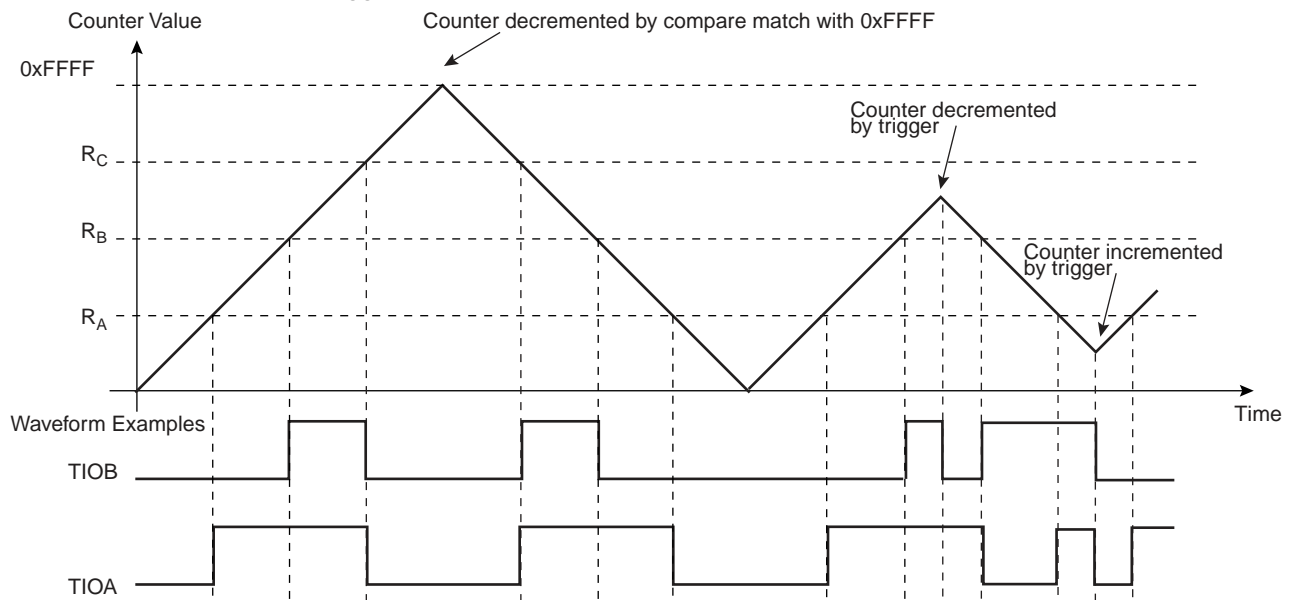 Counter Value
Counter decremented by compare match with 0xFFFF
0xFFFF
Counter decremented
by trigger
RC
RB
Counter incremented
by trigger
RA
Time
Waveform Examples
TIOB
TIOA